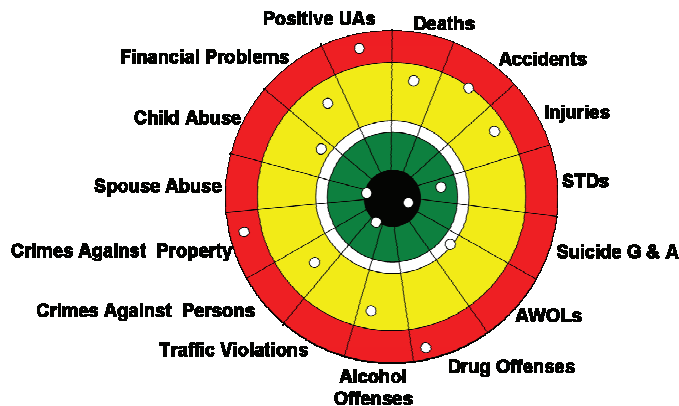 Positive UAs
Deaths
Financial Problems
Accidents
Child Abuse
Injuries
Spouse Abuse
STDs
Crimes Against Property
Suicide G & A
Crimes Against Persons
AWOLs
Traffic Violations
Drug Offenses
Alcohol
Offenses